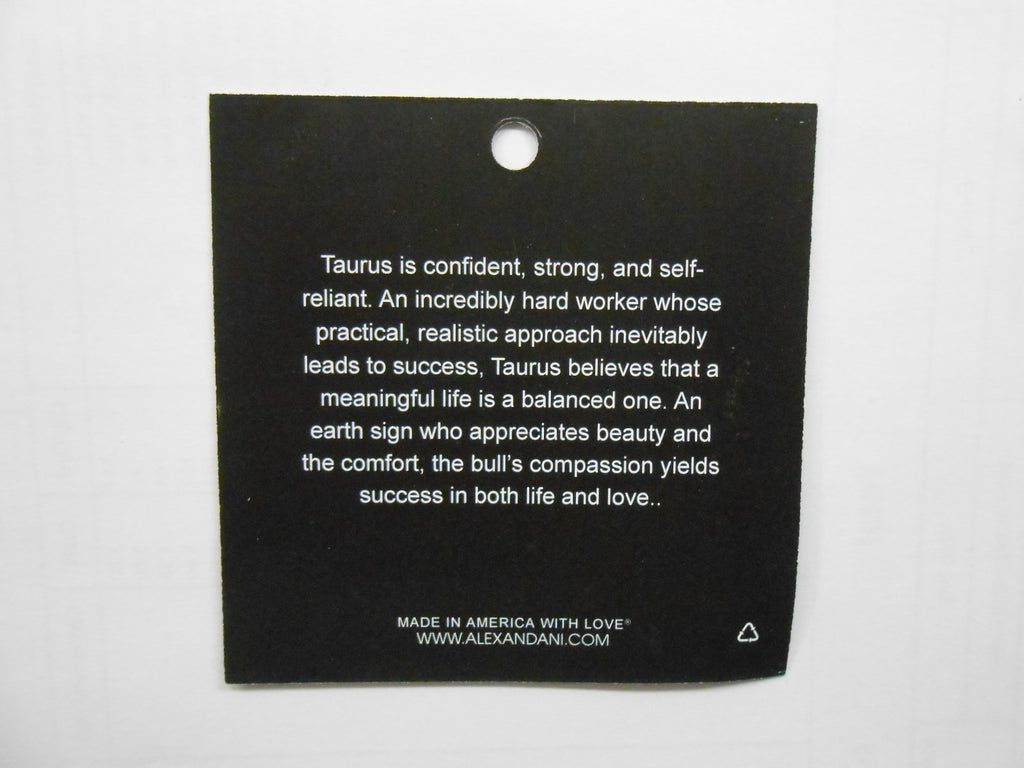 Taurus is confident, strong, and self-
reliant. An incredibly hard worker whose
practical, realistic approach inevitably
leads to success, Taurus believes that a
meaningful life is a balanced one. An
earth sign who appreciates beauty and
the comfort, the bull's compassion yields
success in both life and love..
MADE IN AMERICA WITH LOVE®
WWW.ALEXANDANI.COM